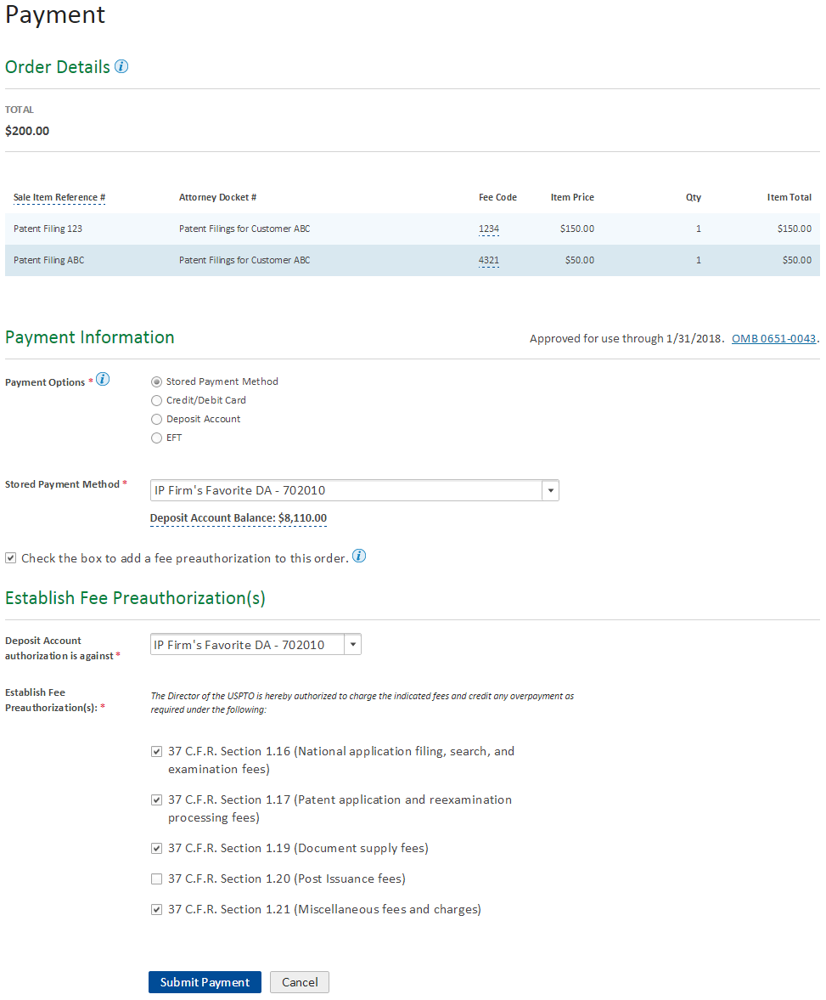 Payment
Order Details
TOTAL
$200.00
Sale Item Reference # Attorney Docket # Fee Code Item Price Qty Item Total
Patent Filing 123 Patent Filings for Customer ABC 1234 $150.00 1 $150.00
Patent Filing ABC Patent Filings for Customer ABC 4321 $50.00 1 $50.00
Payment Information Approved for use through 1/31/2018. OMB 0651-0043.
Payment Options * Stored Payment Method
Credit/Debit Card
Deposit Account
EFT
Stored Payment Method * IP Firm's Favorite DA - 702010
Deposit Account Balance: $8,110.00
Check the box to add a fee preauthorization to this order.
Establish Fee Preauthorization(s)
Deposit Account
authorization is against * IP Firm's Favorite DA - 702010
Establish Fee
Preauthorization(s): *
The Director of the USPTO is hereby authorized to charge the indicated fees and credit any overpayment as
required under the following:
37 C.F.R. Section 1.16 (National application filing, search, and
examination fees)
37 C.F.R. Section 1.17 (Patent application and reexamination
processing fees)
37 C.F.R. Section 1.19 (Document supply fees)
37 C.F.R. Section 1.20 (Post Issuance fees)
37 C.F.R. Section 1.21 (Miscellaneous fees and charges)
Submit Payment Cancel